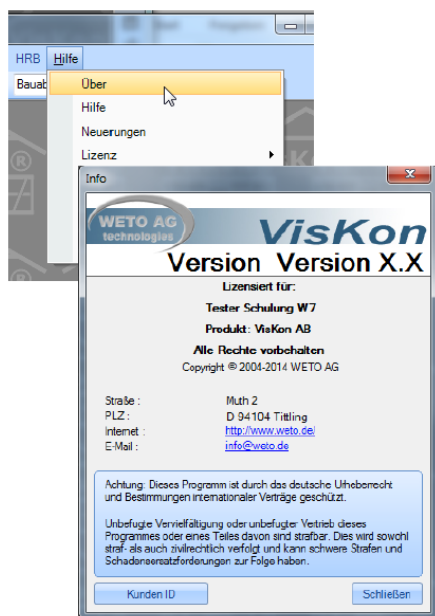 HRB Hilfe
Über
Hilfe
Neuerungen
Lizenz
Info
WETO AG
technologies
VisKon
Version Version X.X
Lizensiert für:
Tester Schulung W7
Produkt: VisKon AB
Alle Rechte vorbehalten
Copyright © 2004-2014 WETO AG
Straße : Muth 2
PLZ : D 94104 Tittling
Internet : http://www.weto.de/
E-Mail : info@weto.de
Achtung: Dieses Programm ist durch das deutsche Urheberrecht
und Bestimmungen internationaler Verträge geschützt.
Unbefugte Vervielfältigung oder unbefugter Vertrieb dieses
Programmes oder eines Teiles davon sind strafbar. Dies wird sowohl
straf- als auch zivilrechtlich verfolgt und kann schwere Strafen und
Schadensersatzforderungen zur Folge haben.
Kunden ID Schließen